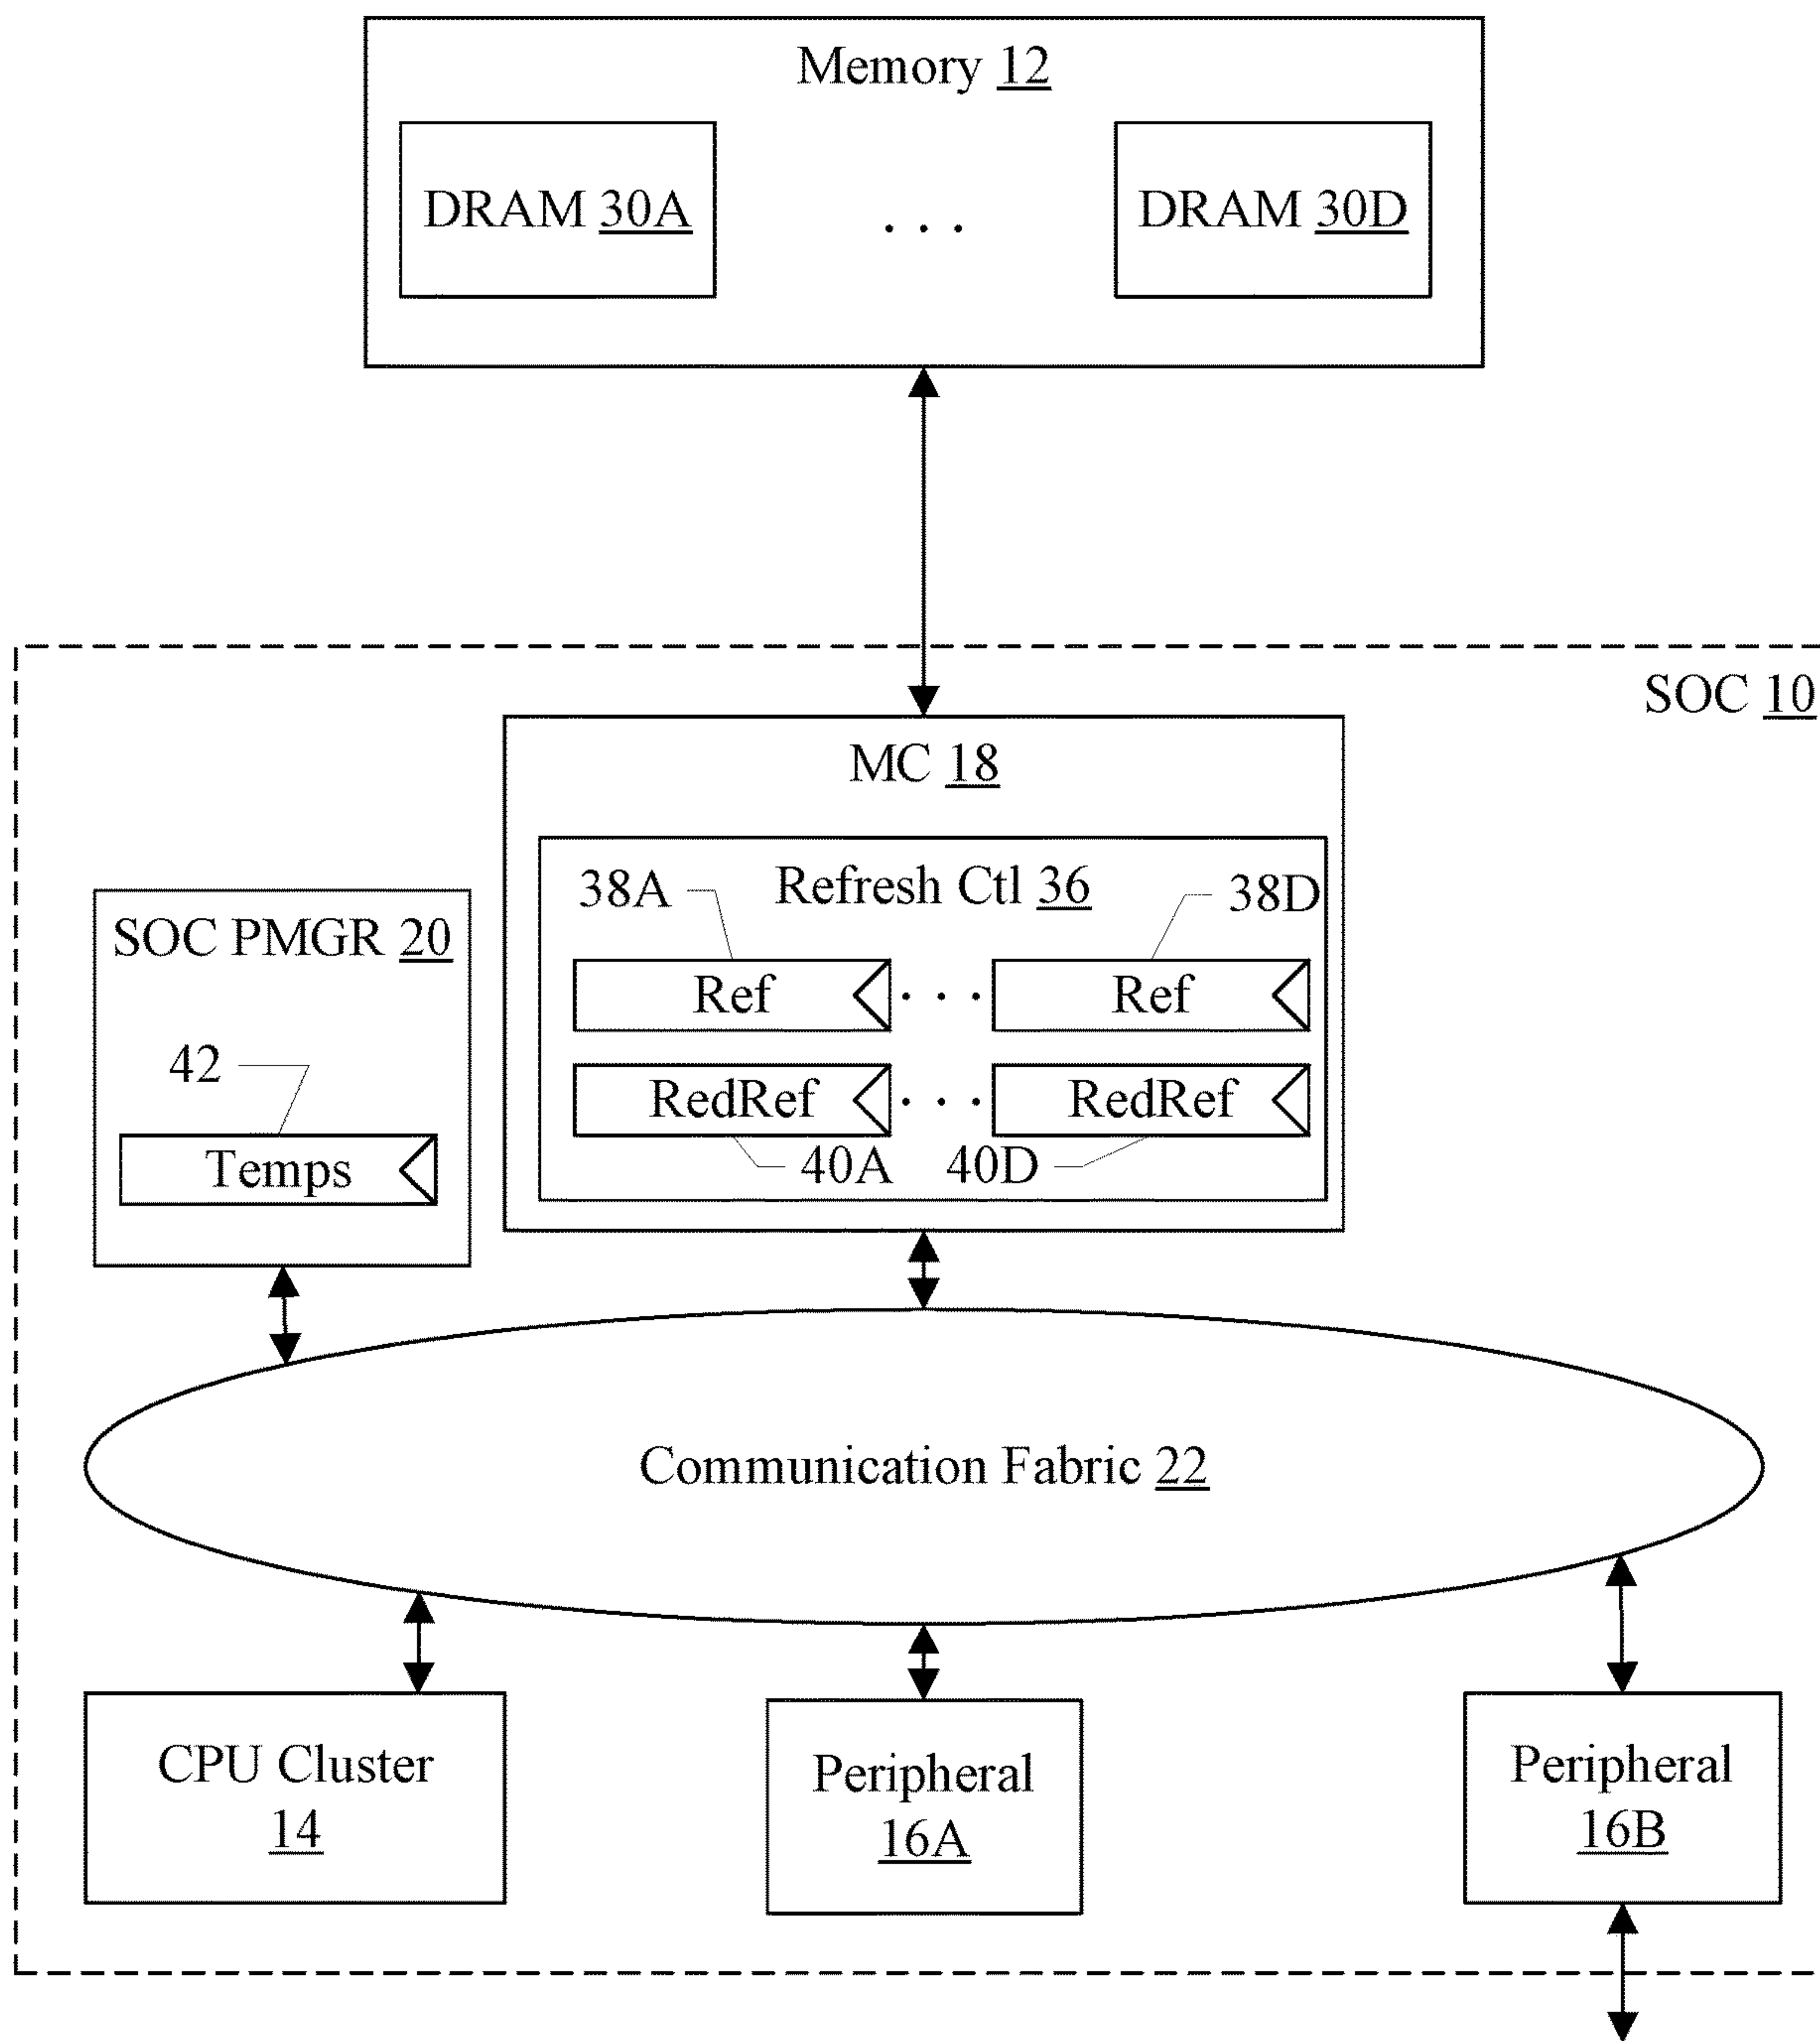 Memory 12
DRAM 30A
. . .
DRAM 30D
SOC 10
MC 18
Refresh Ctl 36
38A
38D
Ref
. . .
Ref
RedRef
. . .
RedRef
40A
40D
SOC PMGR 20
42
Temps
Communication Fabric 22
CPU Cluster
14
Peripheral
16A
Peripheral
16B